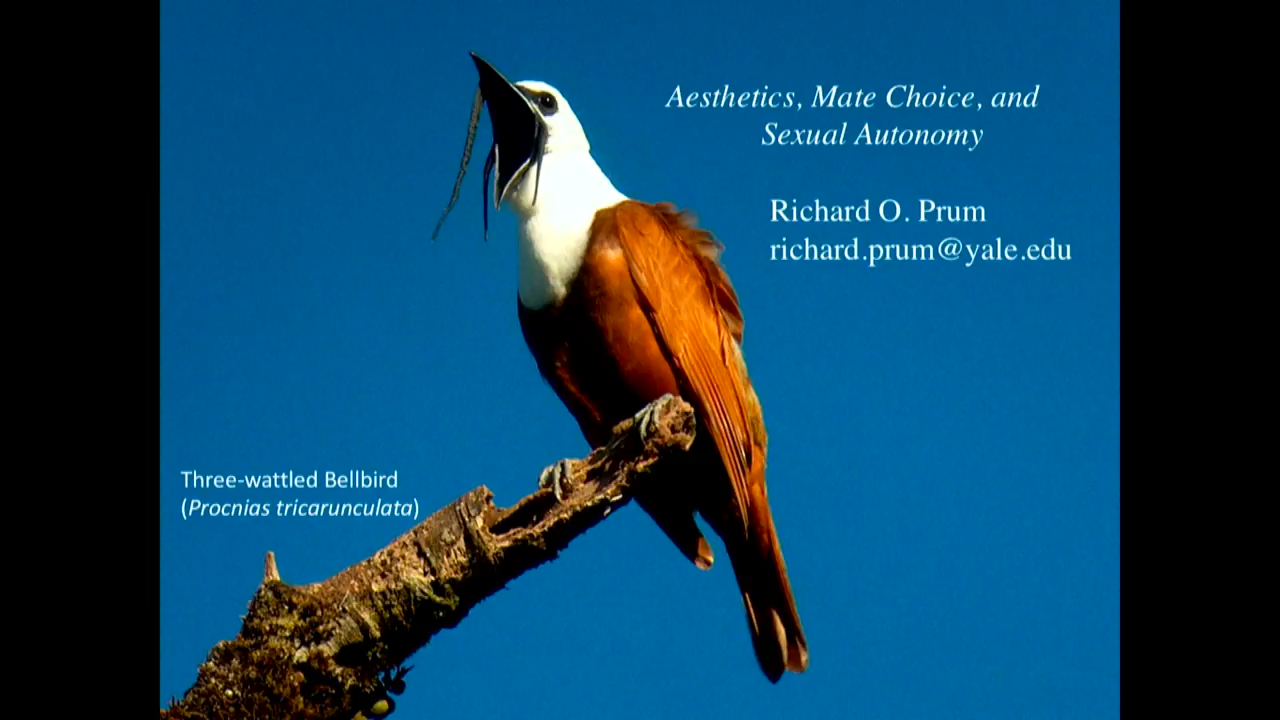 Aesthetics, Mate Choice, and
Sexual Autonomy
Richard O. Prum
richard.prum@yale.edu
Three-wattled Bellbird
(Procnias tricarunculata)